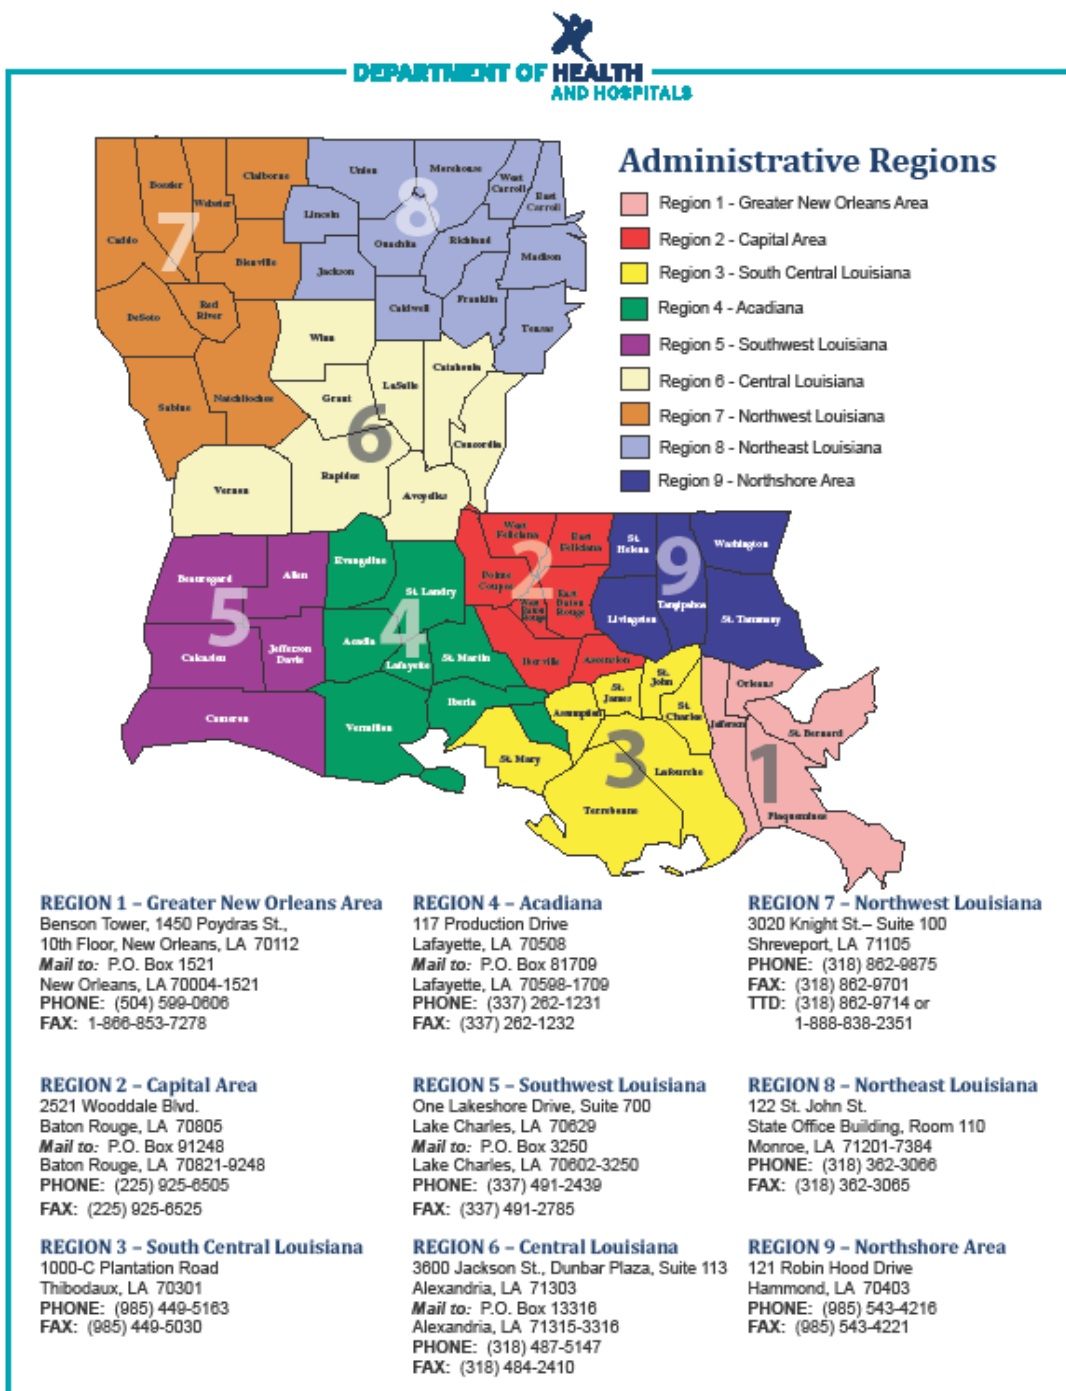 DEPARTMENT OF HEALTH
AND HOSPITALS
Administrative Regions
Region 1 - Greater New Orleans Area
Region 2 - Capital Area
Region 3 - South Central Louisiana
Region 4 - Acadiana
Region 5 - Southwest Louisiana
Region 6 - Central Louisiana
Region 7 - Northwest Louisiana
Region 8 - Northeast Louisiana
Region 9 - Northshore Area
Bossier
Webster
Claiborne
Caddo
Bienville
DeSoto
Red
River
Sabine
Natchitoches
7
Union
Morehouse
West
Carroll
East
Carroll
Lincoln
Ouachita
Richland
Madison
Jackson
Caldwell
Franklin
Tensas
8
Winn
LaSalle
Catahoula
Grant
Concordia
Rapides
Vernon
Avoyelles
6
Beauregard
Allen
Calcasieu
Jefferson
Davis
Cameron
5
Evangeline
St. Landry
Acadia
Lafayette
St. Martin
Iberia
Vermilion
4
West
Feliciana
East
Feliciana
Pointe
Coupee
West
Baton
Rouge
East
Baton
Rouge
Iberville
Ascension
2
St.
Helena
Washington
Tangipahoa
Livingston
St. Tammany
9
St.
John
St.
James
St.
Charles
Assumption
St. Mary
Lafourche
Terrebonne
3
Orleans
Jefferson
St. Bernard
Plaquemines
1
REGION 1 – Greater New Orleans Area
Benson Tower, 1450 Poydras St.,
10th Floor, New Orleans, LA 70112
Mail to: P.O. Box 1521
New Orleans, LA 70004-1521
PHONE: (504) 599-0606
FAX: 1-866-853-7278
REGION 2 – Capital Area
2521 Wooddale Blvd.
Baton Rouge, LA 70805
Mail to: P.O. Box 91248
Baton Rouge, LA 70821-9248
PHONE: (225) 925-6505
FAX: (225) 925-6525
REGION 3 – South Central Louisiana
1000-C Plantation Road
Thibodaux, LA 70301
PHONE: (985) 449-5163
FAX: (985) 449-5030
REGION 4 – Acadiana
117 Production Drive
Lafayette, LA 70508
Mail to: P.O. Box 81709
Lafayette, LA 70598-1709
PHONE: (337) 262-1231
FAX: (337) 262-1232
REGION 5 – Southwest Louisiana
One Lakeshore Drive, Suite 700
Lake Charles, LA 70629
Mail to: P.O. Box 3250
Lake Charles, LA 70602-3250
PHONE: (337) 491-2439
FAX: (337) 491-2785
REGION 6 – Central Louisiana
3600 Jackson St., Dunbar Plaza, Suite 113
Alexandria, LA 71303
Mail to: P.O. Box 13316
Alexandria, LA 71315-3316
PHONE: (318) 487-5147
FAX: (318) 484-2410
REGION 7 – Northwest Louisiana
3020 Knight St.– Suite 100
Shreveport, LA 71105
PHONE: (318) 862-9875
FAX: (318) 862-9701
TTD: (318) 862-9714 or
1-888-838-2351
REGION 8 – Northeast Louisiana
122 St. John St.
State Office Building, Room 110
Monroe, LA 71201-7384
PHONE: (318) 362-3066
FAX: (318) 362-3065
REGION 9 – Northshore Area
121 Robin Hood Drive
Hammond, LA 70403
PHONE: (985) 543-4216
FAX: (985) 543-4221